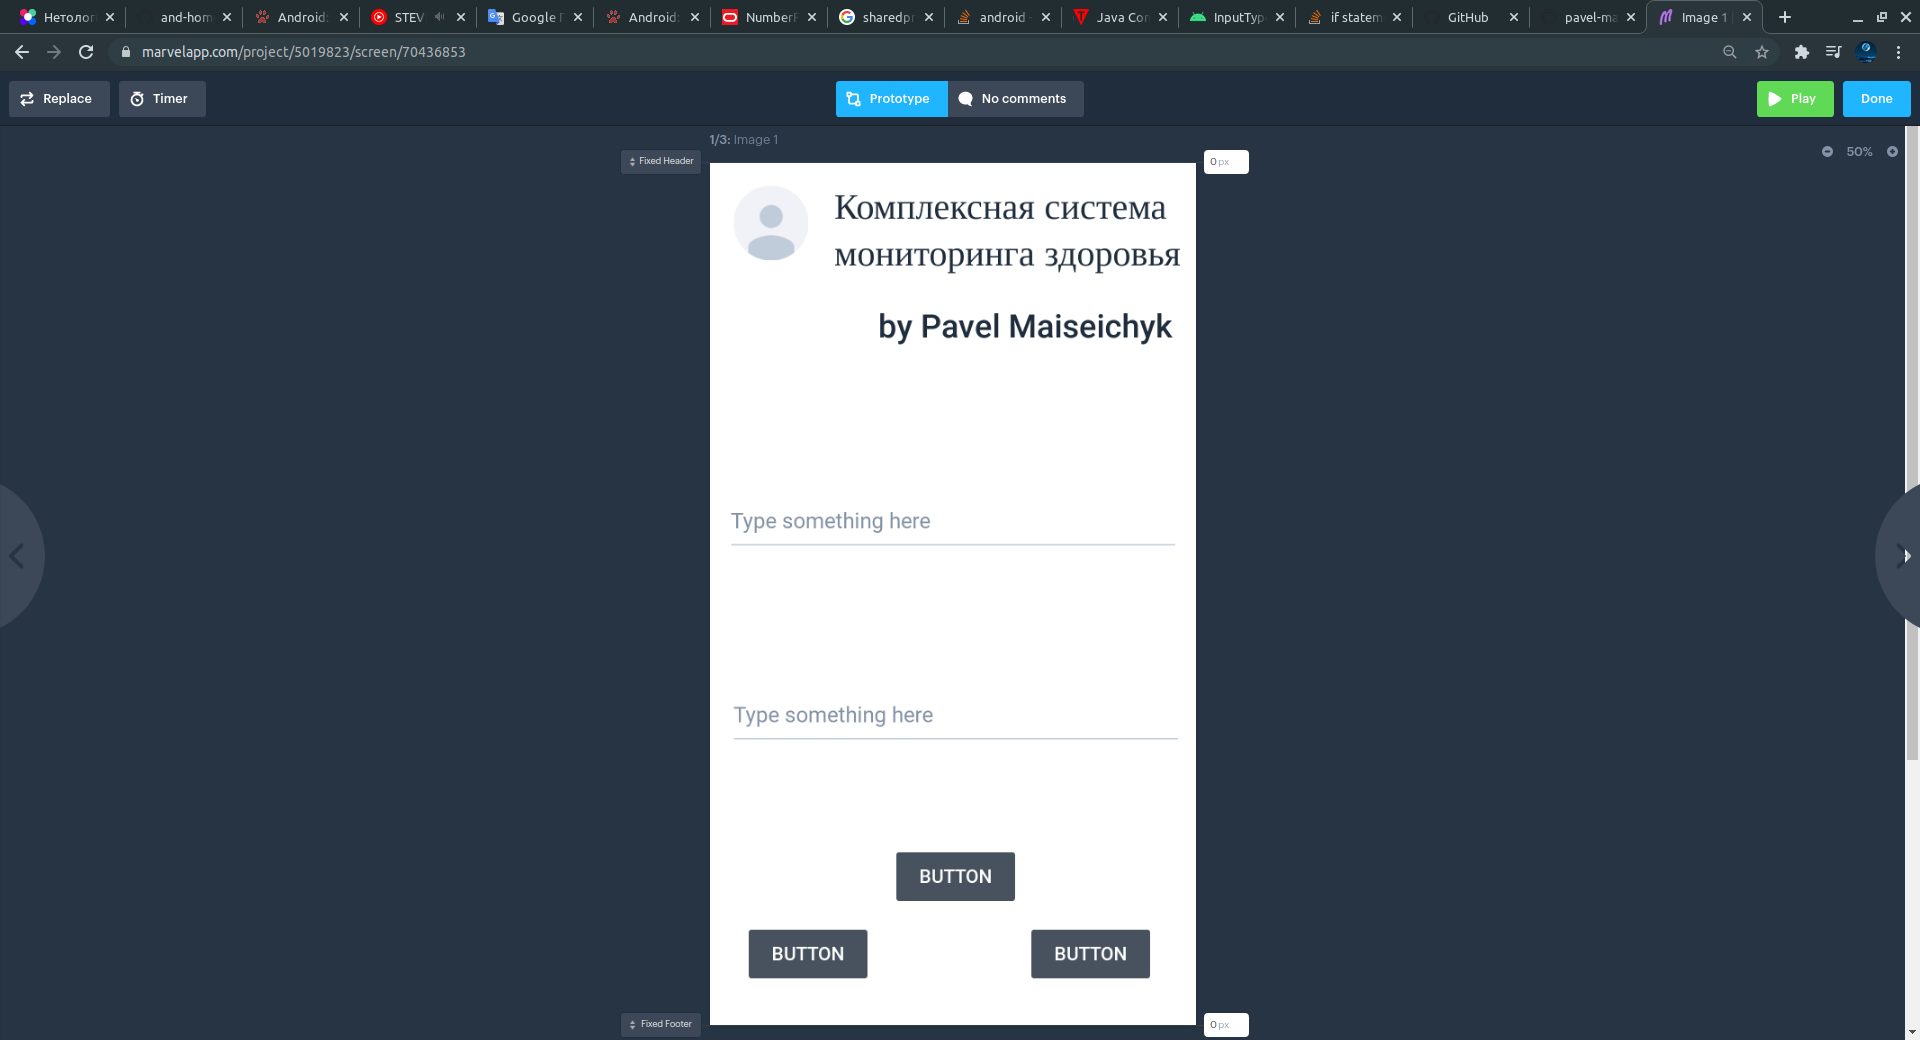 Нетолог
and-hom
Android:
STEV
Google П
Android:
NumberF
sharedpr
android -
Java Con
InputTyp
if statem
GitHub
pavel-ma
Image 1
marvelapp.com/project/5019823/screen/70436853
Replace
Timer
Prototype
No comments
Play
Done
1/3: Image 1
Fixed Header
0 px
50%
Комплексная система
мониторинга здоровья
by Pavel Maiseichyk
Type something here
Type something here
BUTTON
BUTTON
BUTTON
Fixed Footer
0 px